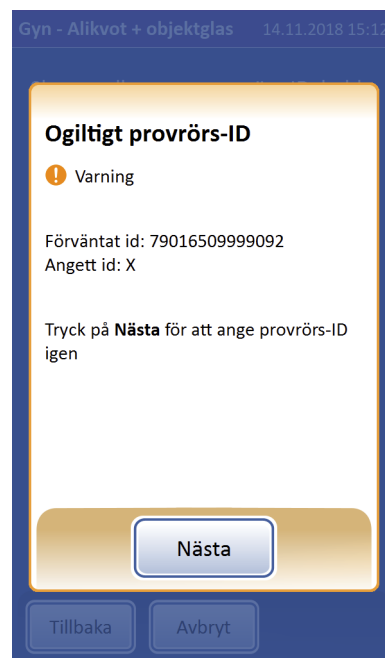 Gyn - Alikvot + objektglas 14.11.2018 15:12
Ogiltigt provrörs-ID
Varning
Förväntat id: 79016509999092
Angett id: X
Tryck på Nästa för att ange provrörs-ID
igen
Nästa
Tillbaka Avbryt